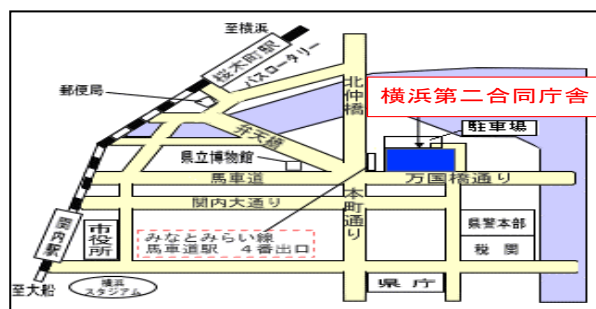 至横浜
桜木町駅
バスロータリー
郵便局
北仲橋
横浜第二合同庁舎
駐車場
弁天橋
県立博物館
馬車道
万国橋通り
関内大通り
本町通り
関内駅
市役所
みなとみらい線
馬車道駅 4番出口
県警本部
税関
至大船
横浜
スタジアム
県庁